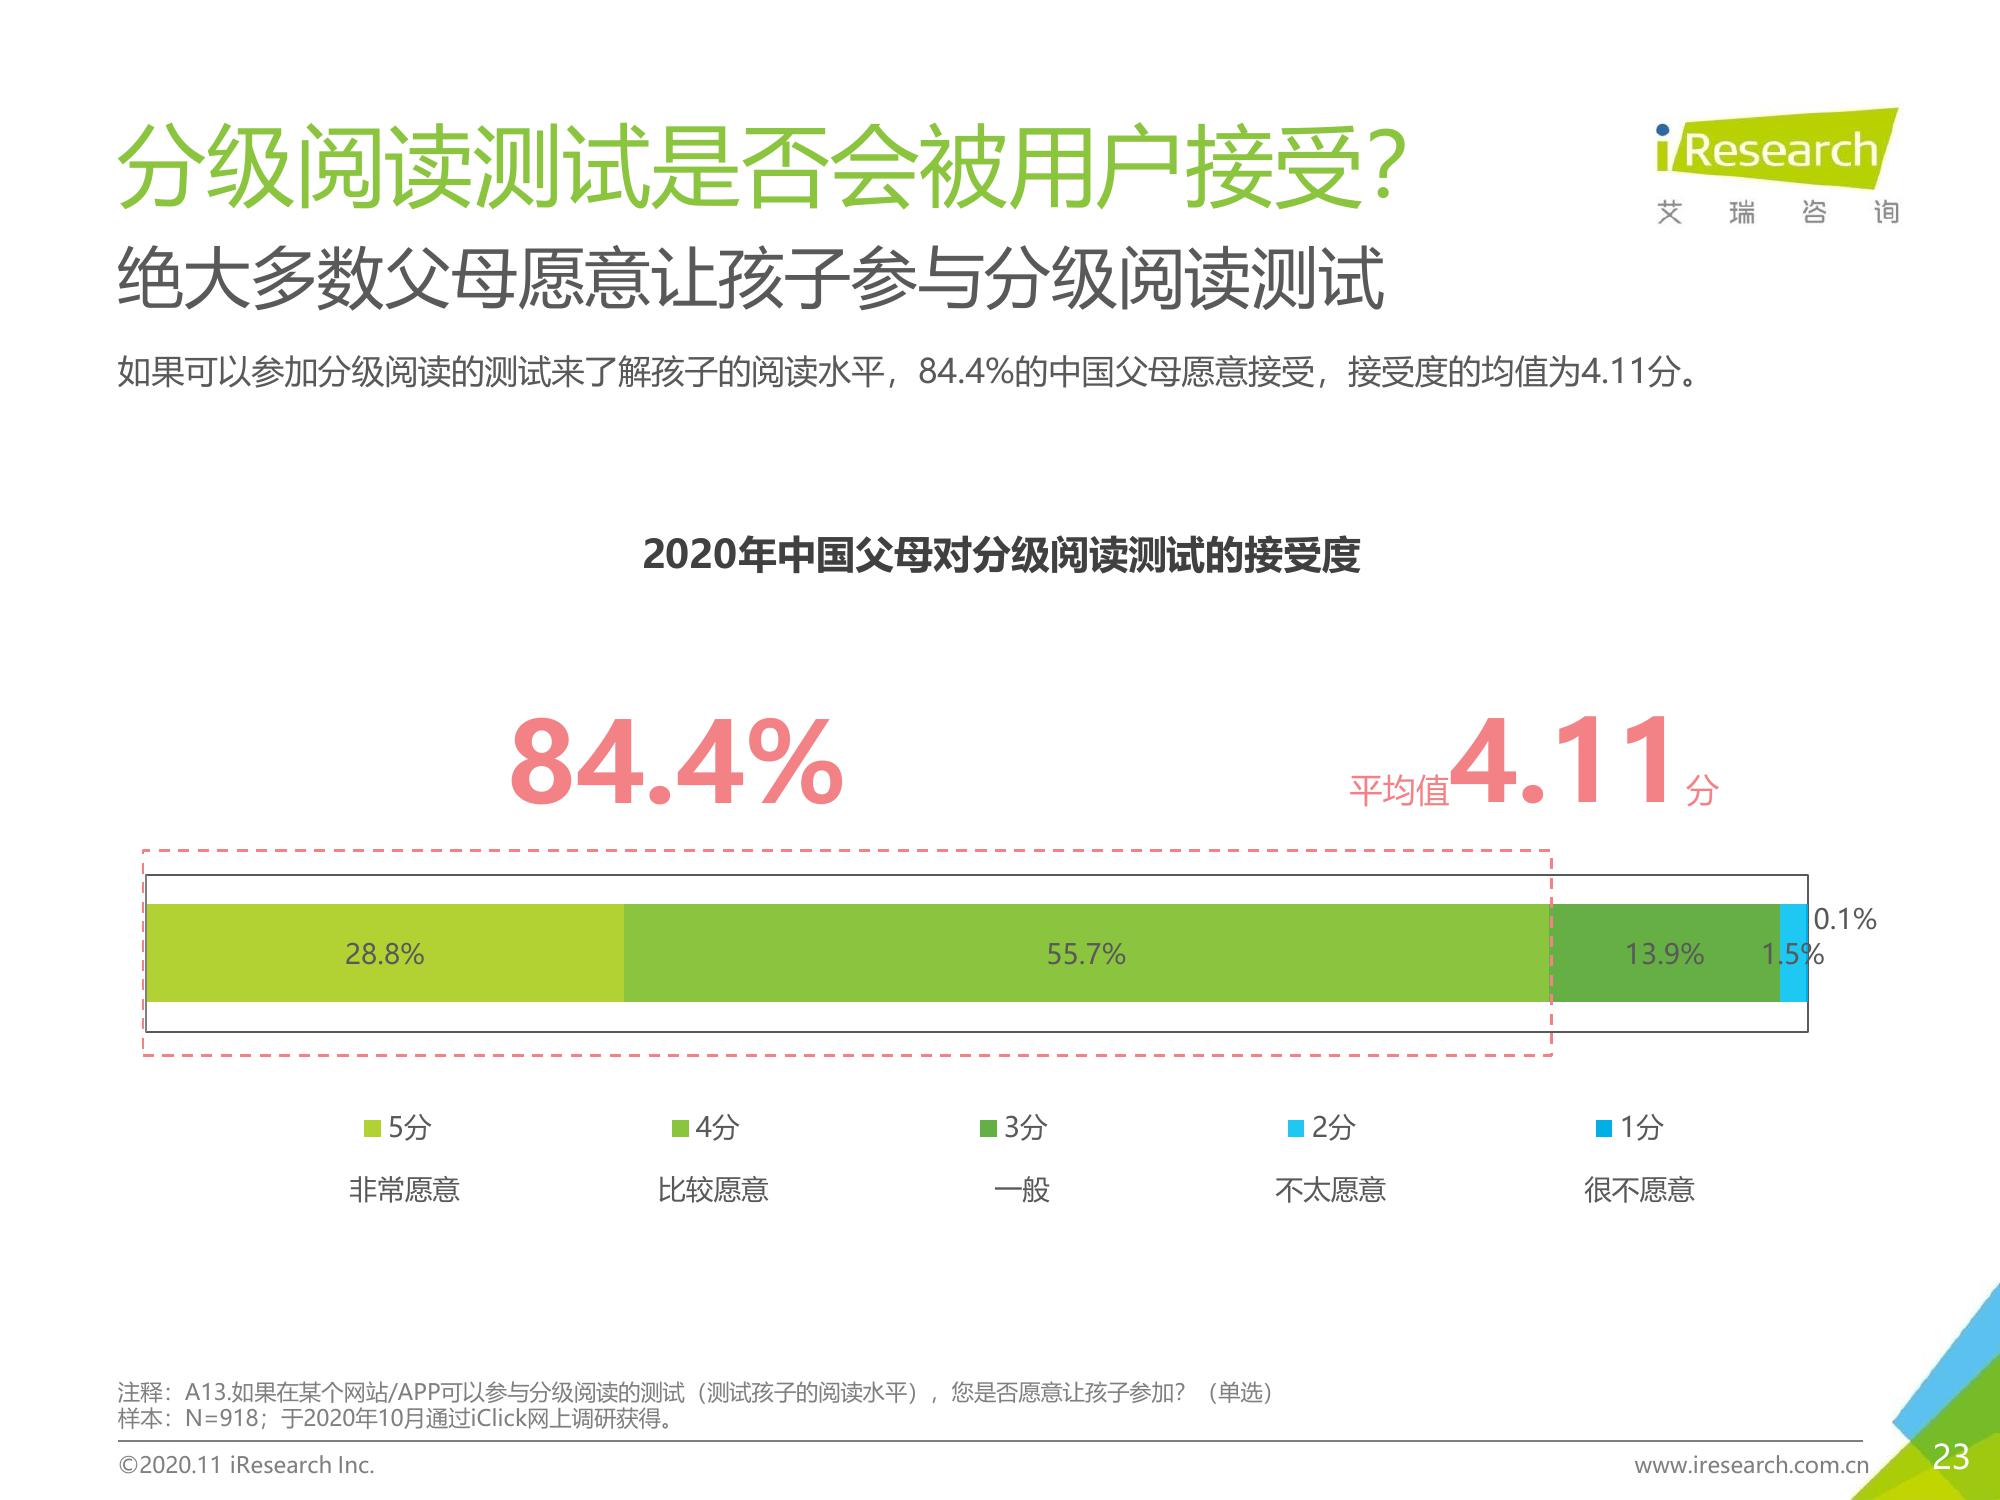 分级阅读测试是否会被用户接受？
iResearch
艾瑞咨询
绝大多数父母愿意让孩子参与分级阅读测试
如果可以参加分级阅读的测试来了解孩子的阅读水平，84.4%的中国父母愿意接受，接受度的均值为4.11分。
2020年中国父母对分级阅读测试的接受度
84.4%
平均值4.11分
28.8%
55.7%
13.9%
1.5%
0.1%
5分
4分
3分
2分
1分
非常愿意
比较愿意
一般
不太愿意
很不愿意
注释：A13.如果在某个网站/APP可以参与分级阅读的测试（测试孩子的阅读水平），您是否愿意让孩子参加？（单选）
样本：N=918；于2020年10月通过iClick网上调研获得。
©2020.11 iResearch Inc.
www.iresearch.com.cn
23